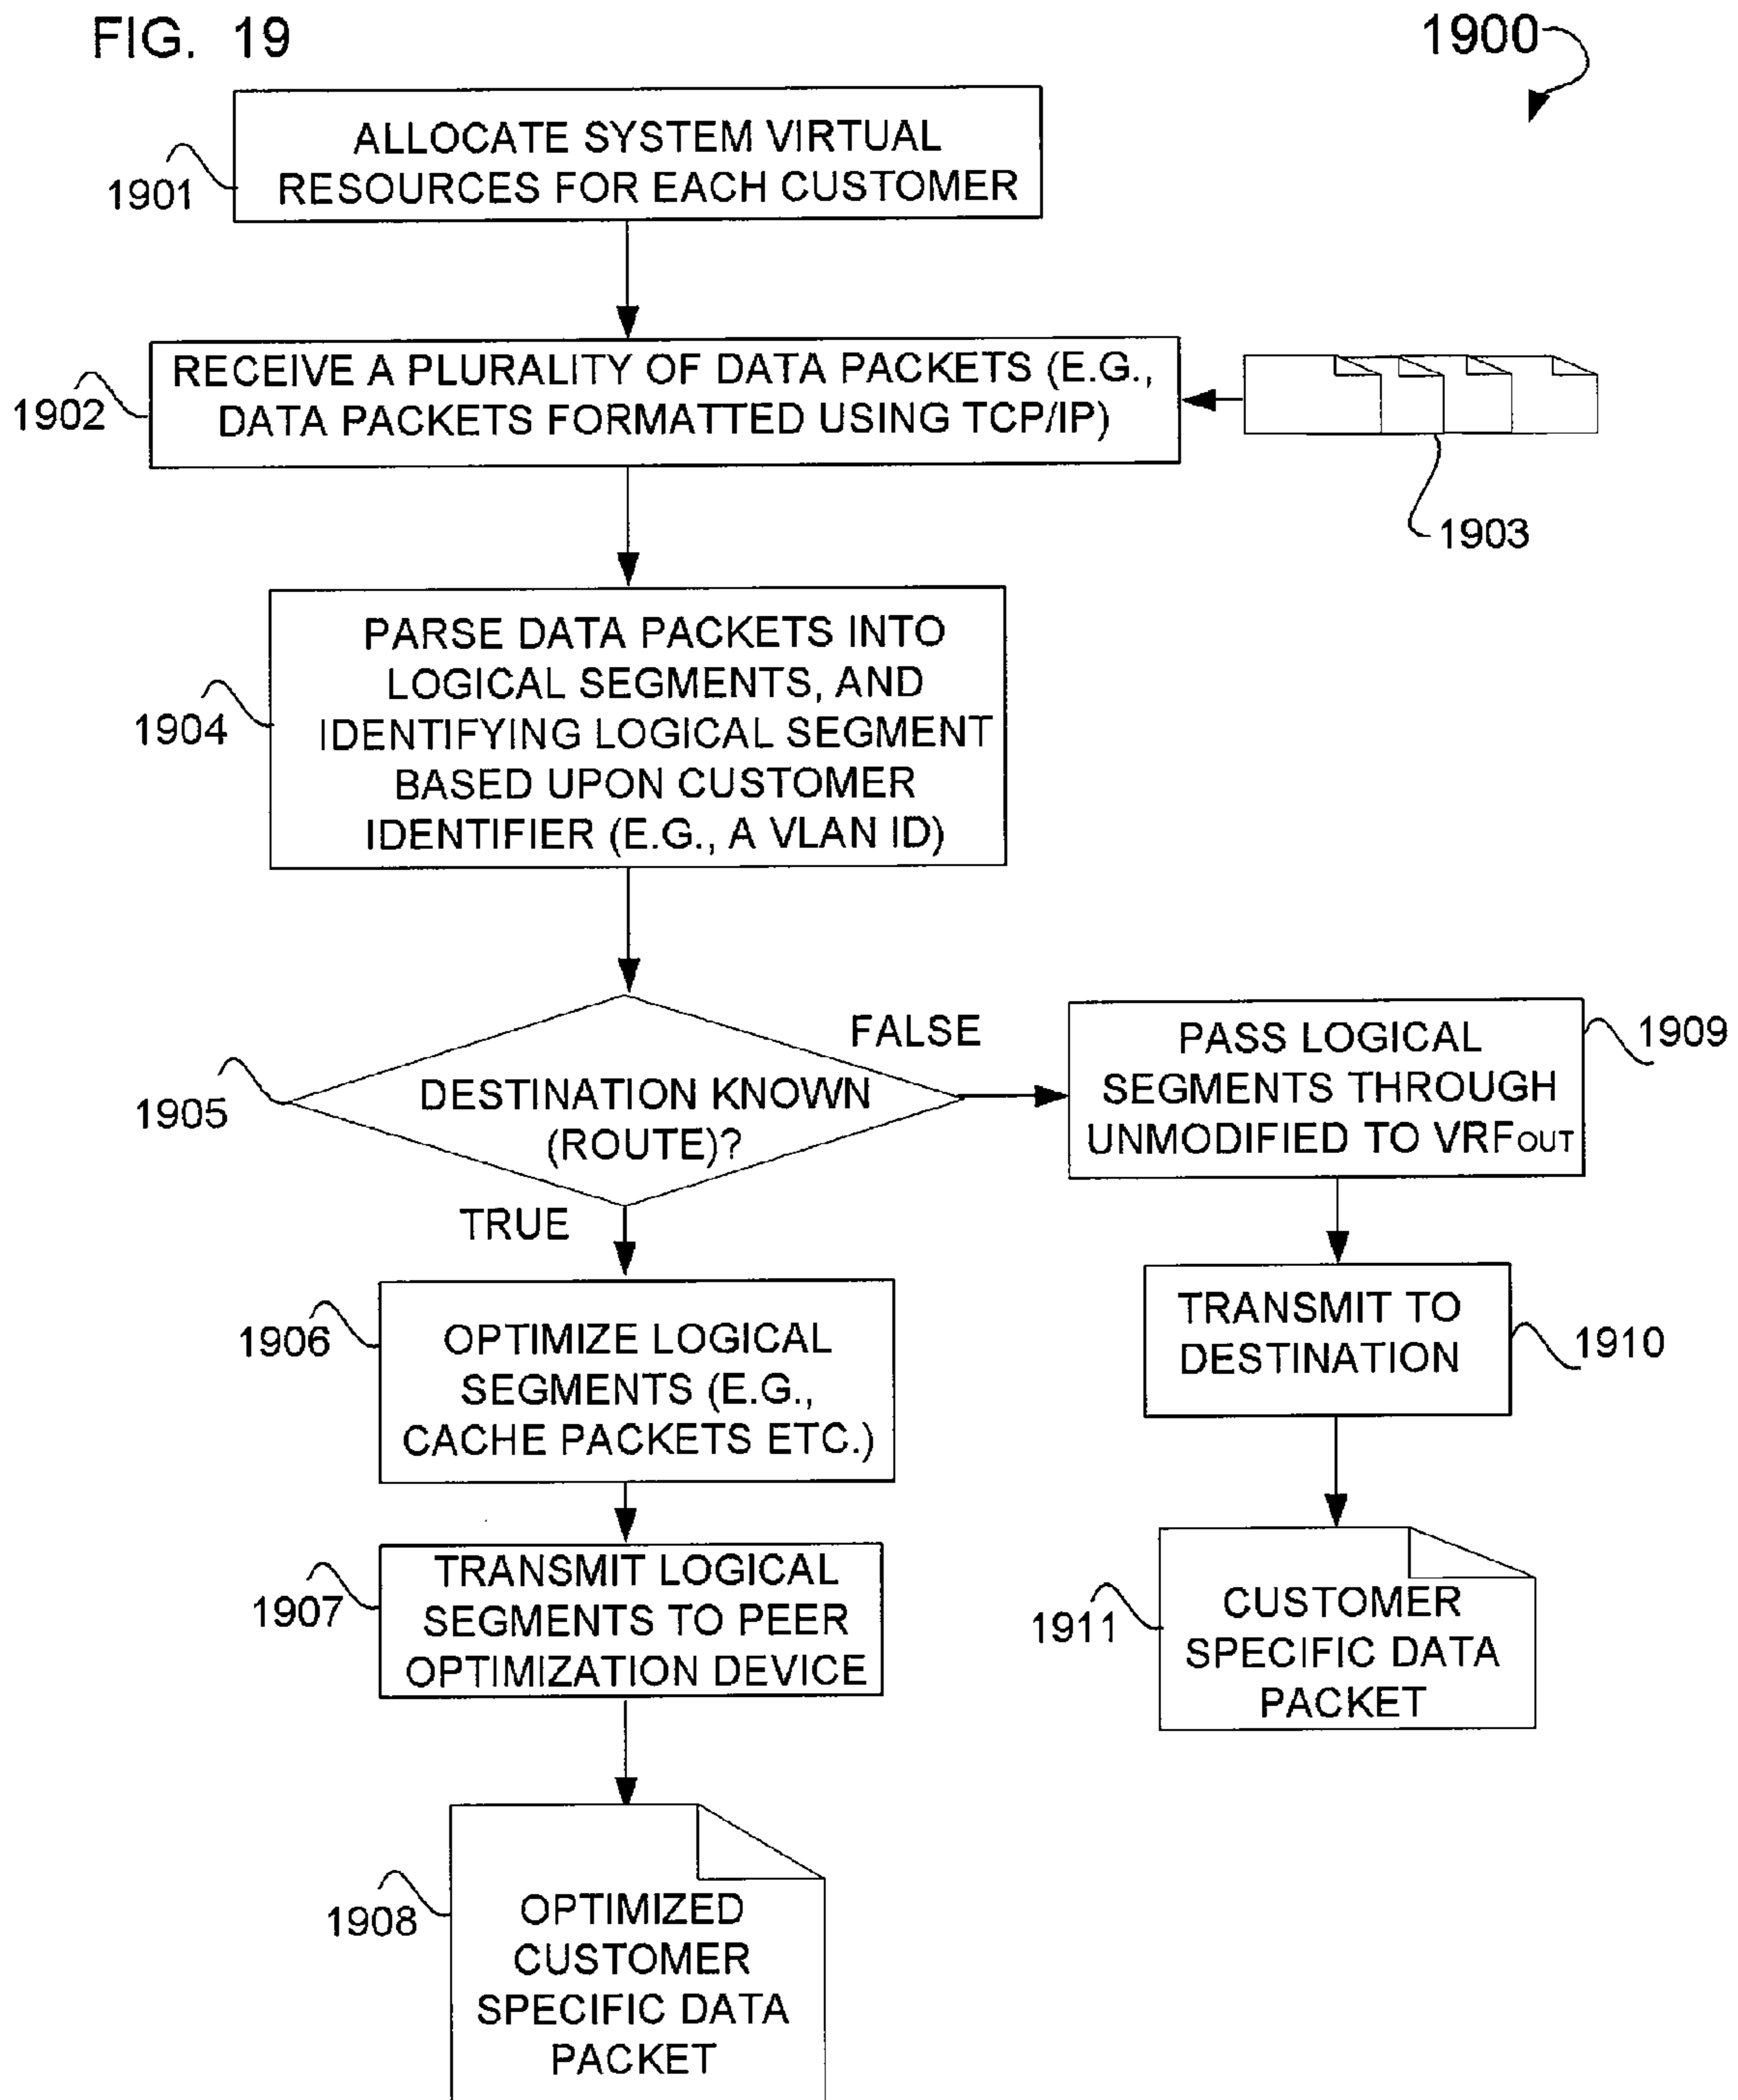 FIG. 19
1900
ALLOCATE SYSTEM VIRTUAL
RESOURCES FOR EACH CUSTOMER
1901
RECEIVE A PLURALITY OF DATA PACKETS (E.G.,
DATA PACKETS FORMATTED USING TCP/IP)
1902
1903
PARSE DATA PACKETS INTO
LOGICAL SEGMENTS, AND
IDENTIFYING LOGICAL SEGMENT
BASED UPON CUSTOMER
IDENTIFIER (E.G., A VLAN ID)
1904
FALSE
DESTINATION KNOWN
(ROUTE)?
1905
TRUE
PASS LOGICAL
SEGMENTS THROUGH
UNMODIFIED TO VRFOUT
1909
OPTIMIZE LOGICAL
SEGMENTS (E.G.,
CACHE PACKETS ETC.)
1906
TRANSMIT TO
DESTINATION
1910
TRANSMIT LOGICAL
SEGMENTS TO PEER
OPTIMIZATION DEVICE
1907
CUSTOMER
SPECIFIC DATA
PACKET
1911
OPTIMIZED
CUSTOMER
SPECIFIC DATA
PACKET
1908